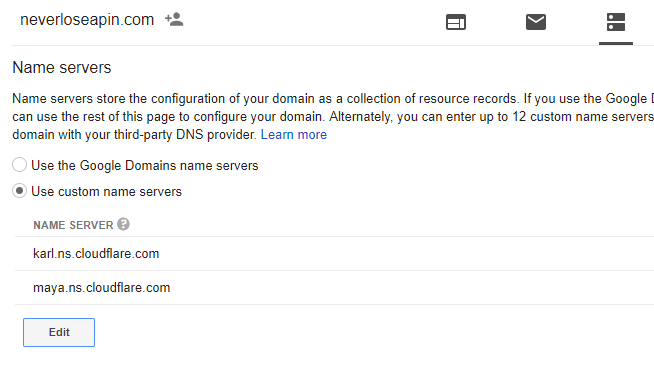 neverloseapin.com
Name servers
Name servers store the configuration of your domain as a collection of resource records. If you use the Google
can use the rest of this page to configure your domain. Alternately, you can enter up to 12 custom name servers
domain with your third-party DNS provider. Learn more
Use the Google Domains name servers
Use custom name servers
NAME SERVER ?
karl.ns.cloudflare.com
maya.ns.cloudflare.com
Edit